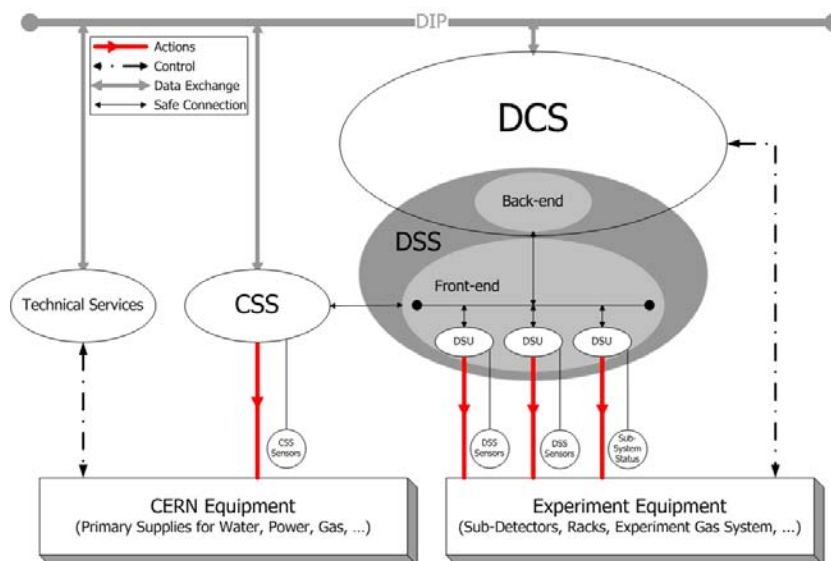 DIP
Actions
Control
Data Exchange
Safe Connection
DCS
Back-end
DSS
Front-end
Technical Services
CSS
DSU
DSU
DSU
CSS
Sensors
DSS
Sensors
DSS
Sensors
Sub-
System
Status
CERN Equipment
(Primary Supplies for Water, Power, Gas, ...)
Experiment Equipment
(Sub-Detectors, Racks, Experiment Gas System, ...)